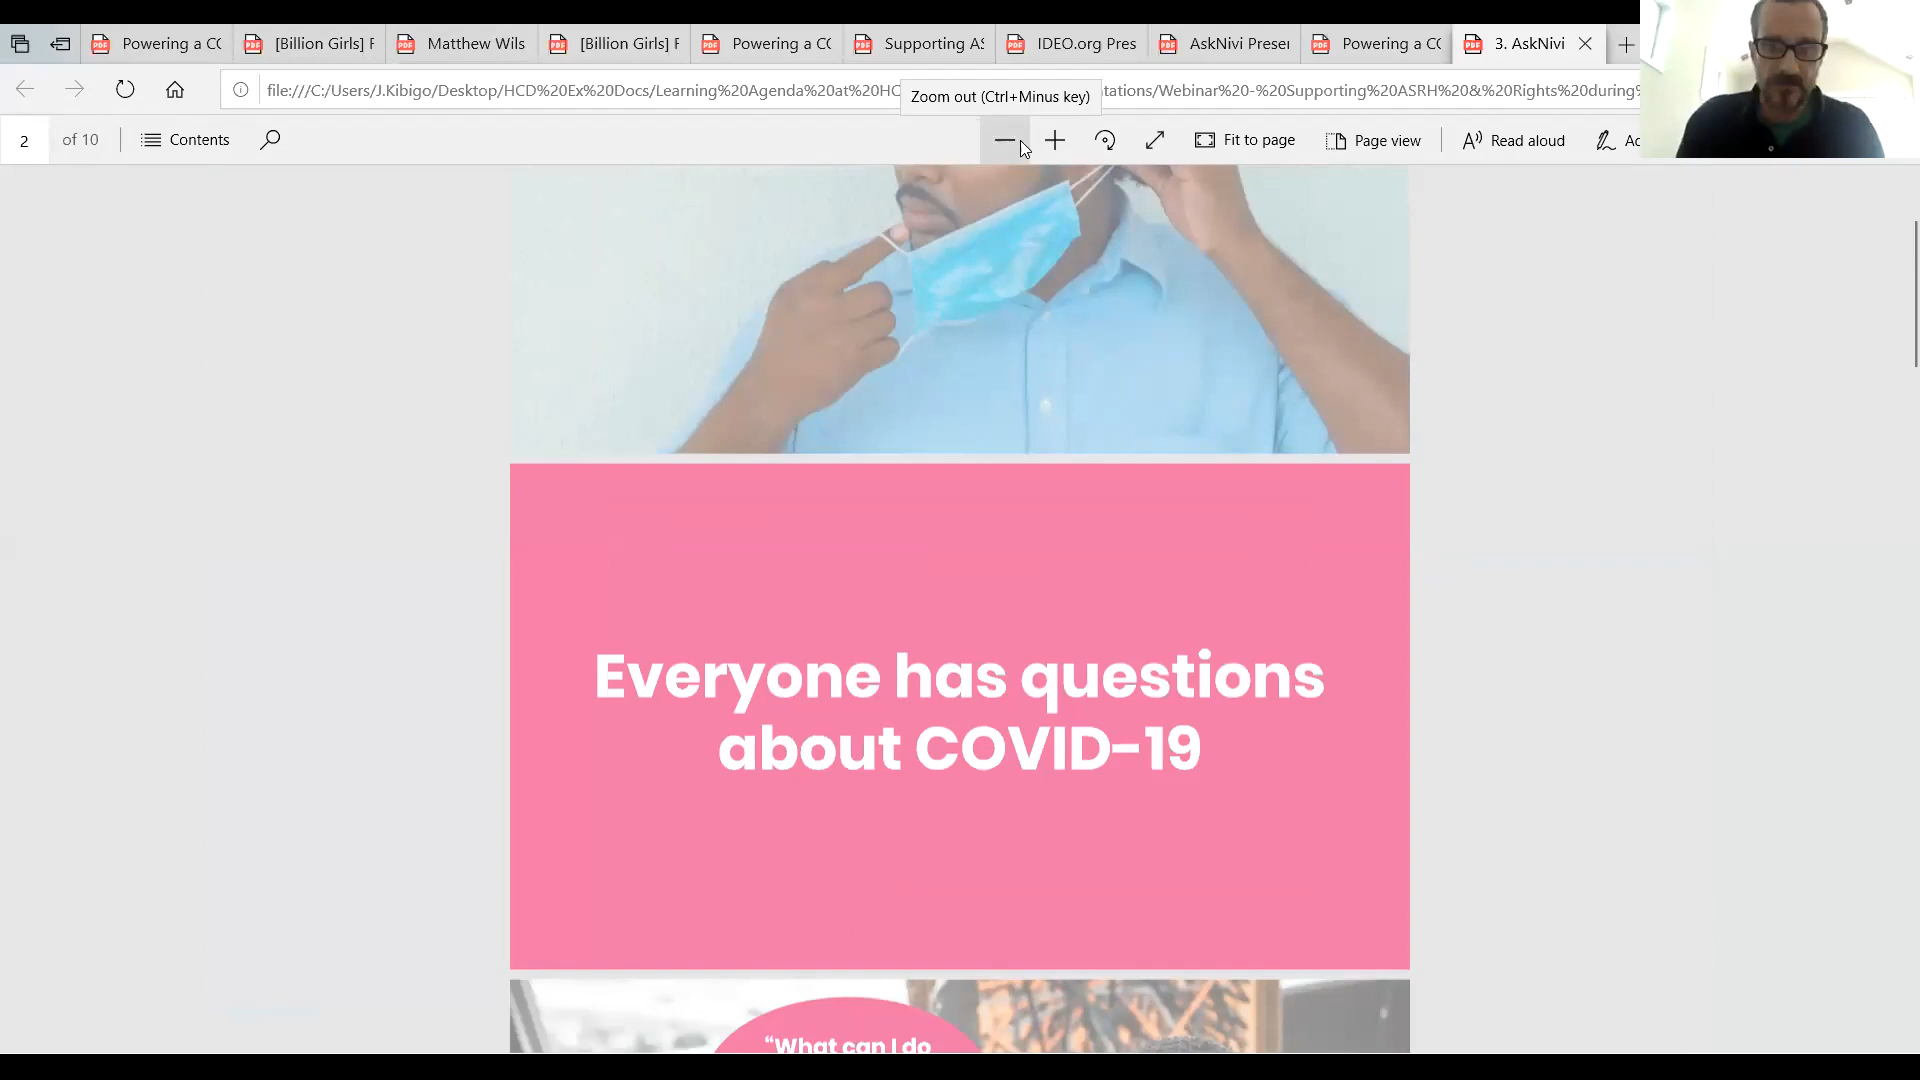 Powering a CC
[Billion Girls] F
Matthew Wils
[Billion Girls] F
Powering a CC
Supporting AS
IDEO.org Pres
AskNivi Presen
Powering a CC
3. AskNivi
file:///C:/Users/J.Kibigo/Desktop/HCD%20Ex%20Docs/Learning%20Agenda%20at%20HC
tations/Webinar%20-%20Supporting%20ASRH%20&%20Rights%20during%
Zoom out (Ctrl+Minus key)
2 of 10
Contents
Fit to page
Page view
Read aloud
Everyone has questions
about COVID-19
“What can I do